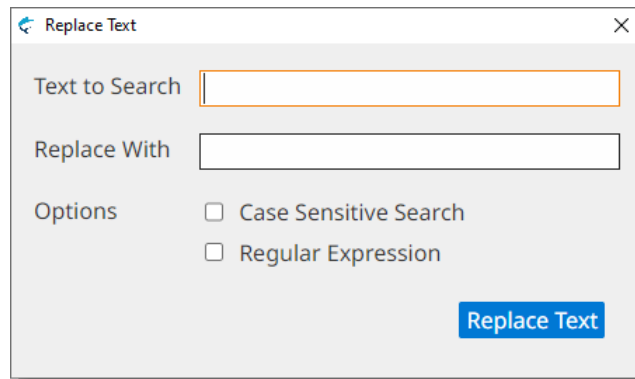 Replace Text
Text to Search
Replace With
Options
Case Sensitive Search
Regular Expression
Replace Text